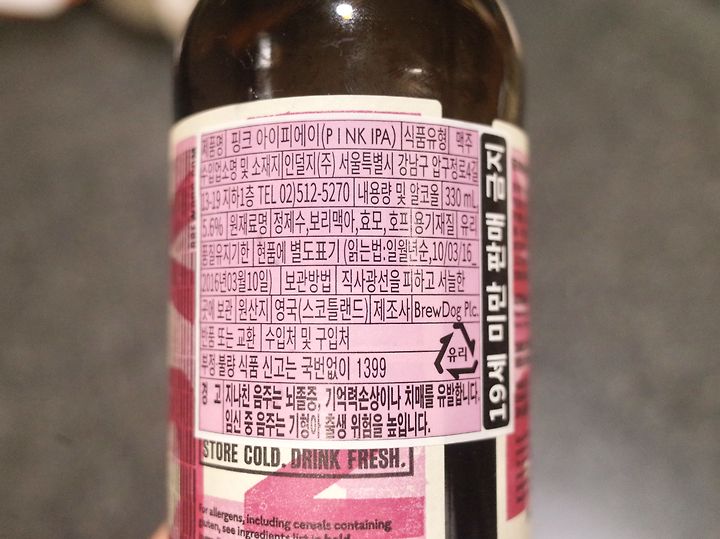 제품명 핑크 아이피에이(PINK IPA) 식품유형 맥주
수입업소명 및 소재지 인덜지(주) 서울특별시 강남구 압구정로4길
13-19 지하1층 TEL 02)512-5270 내용량 및 알코올 330 mL
5.6% 원재료명 정제수,보리맥아,효모,호프 용기재질 유리
품질유지기한 현품에 별도표기 (읽는법:일월년순,10/03/16_
2016년03월10일) 보관방법 직사광선을 피하고 서늘한
곳에 보관 원산지 영국(스코틀랜드) 제조사 BrewDog Plc.
반품 또는 교환 수입처 및 구입처
부정 불량 식품 신고는 국번없이 1399
유리
경 고 지나친 음주는 뇌졸중, 기억력손상이나 치매를 유발합니다.
임신 중 음주는 기형아 출생 위험을 높입니다.
19세 미만 판매 금지
STORE COLD. DRINK FRESH.
For allergens, including cereals containing
gluten, see ingredients list in bold